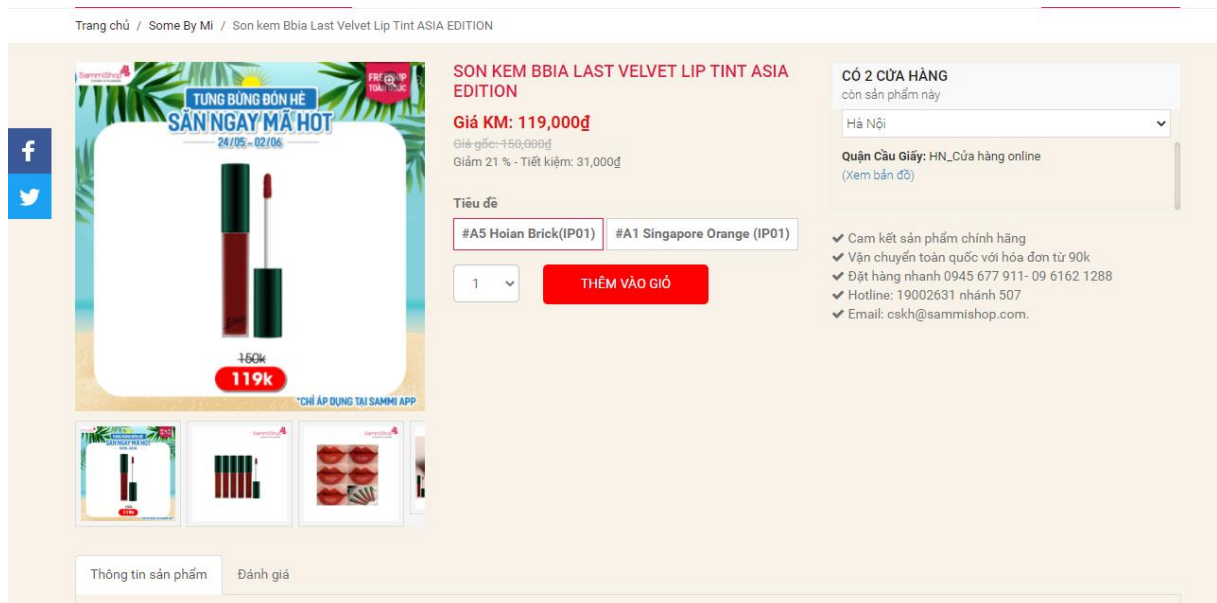 Trang chủ / Some By Mi / Son kem Bbia Last Velvet Lip Tint ASIA EDITION
SammiShop
FREESHIP
TOÀN QUỐC
TƯNG BỪNG ĐÓN HÈ
SĂN NGAY MÃ HOT
24/05 - 02/06
150k
119k
*CHỈ ÁP DỤNG TẠI SAMMI APP
SON KEM BBIA LAST VELVET LIP TINT ASIA
EDITION
Giá KM: 119,000₫
Giá gốc: 150,000₫
Giảm 21 % - Tiết kiệm: 31,000₫
Tiêu đề
#A5 Hoian Brick(IP01) #A1 Singapore Orange (IP01)
1 THÊM VÀO GIỎ
CÓ 2 CỬA HÀNG
còn sản phẩm này
Hà Nội
Quận Cầu Giấy: HN_Cửa hàng online
(Xem bản đồ)
Cam kết sản phẩm chính hãng
Vận chuyển toàn quốc với hóa đơn từ 90k
Đặt hàng nhanh 0945 677 911- 09 6162 1288
Hotline: 19002631 nhánh 507
Email: cskh@sammishop.com.
SammiShop
SammiShop
Thông tin sản phẩm Đánh giá